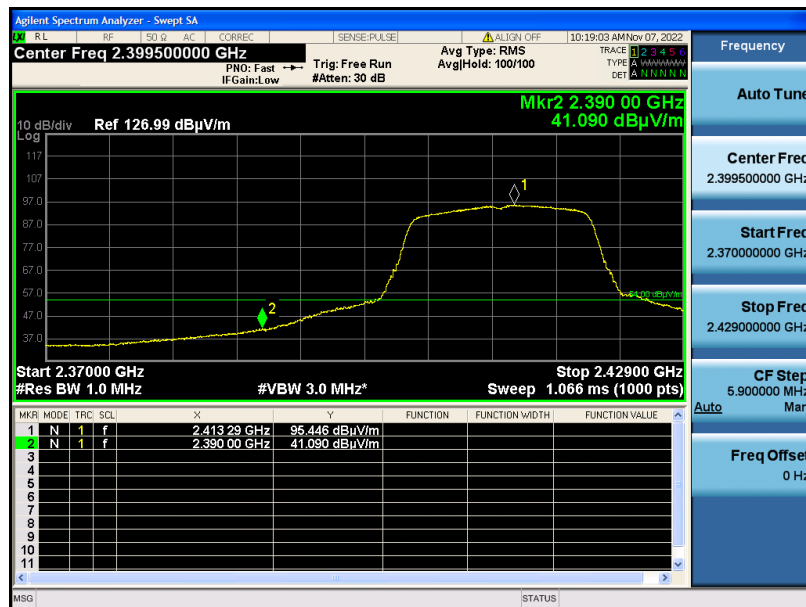 Agilent Spectrum Analyzer - Swept SA
LXI RL RF 50 Ω AC CORREC SENSE:PULSE ALIGN OFF 10:19:03 AM Nov 07, 2022
Center Freq 2.399500000 GHz
PNO: Fast
IFGain:Low
Trig: Free Run
#Atten: 30 dB
Avg Type: RMS
Avg|Hold: 100/100
TRACE 1 2 3 4 5 6
TYPE A WWWWW
DET A N N N N N
Mkr2 2.390 00 GHz
41.090 dBµV/m
10 dB/div Ref 126.99 dBµV/m
Log
117
107
97.0
87.0
77.0
67.0
57.0
47.0
37.0
1
2
54.00 dBµV/m
Start 2.37000 GHz Stop 2.42900 GHz
#Res BW 1.0 MHz #VBW 3.0 MHz* Sweep 1.066 ms (1000 pts)
MKR MODE TRC SCL X Y FUNCTION FUNCTION WIDTH FUNCTION VALUE
1 N 1 f 2.413 29 GHz 95.446 dBµV/m
2 N 1 f 2.390 00 GHz 41.090 dBµV/m
3
4
5
6
7
8
9
10
11
MSG STATUS
Frequency
Auto Tune
Center Freq
2.399500000 GHz
Start Freq
2.370000000 GHz
Stop Freq
2.429000000 GHz
CF Step
5.900000 MHz
Auto Man
Freq Offset
0 Hz